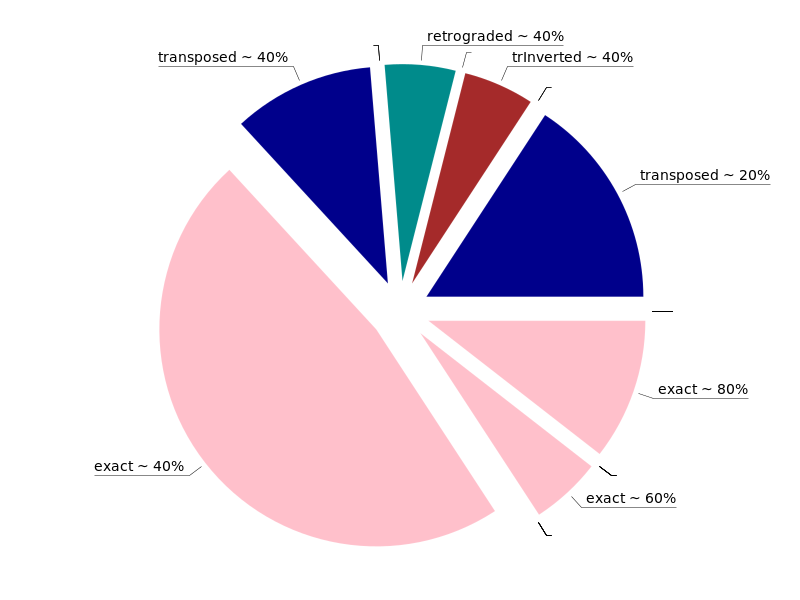 retrograded ~ 40%
transposed ~ 40%
trInverted ~ 40%
transposed ~ 20%
exact ~ 80%
exact ~ 40%
exact ~ 60%